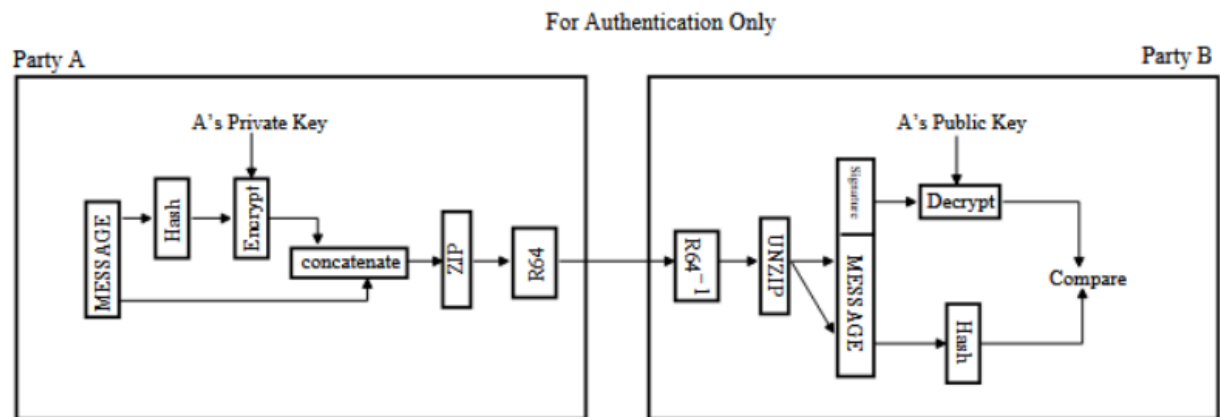 For Authentication Only
Party A
Party B
A's Private Key
MESSAGE
Hash
Encrypt
concatenate
ZIP
R64
R64⁻¹
UNZIP
Signature
MESSAGE
A's Public Key
Decrypt
Hash
Compare